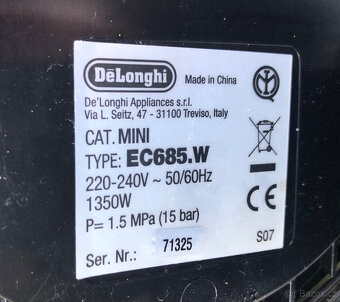 DeLonghi
Made in China
De'Longhi Appliances s.r.l.
Via L. Seitz, 47 - 31100 Treviso, Italy
CAT. MINI
TYPE: EC685.W
220-240V ~ 50/60Hz
1350W
P= 1.5 MPa (15 bar)
Ser. Nr.: 71325 S07